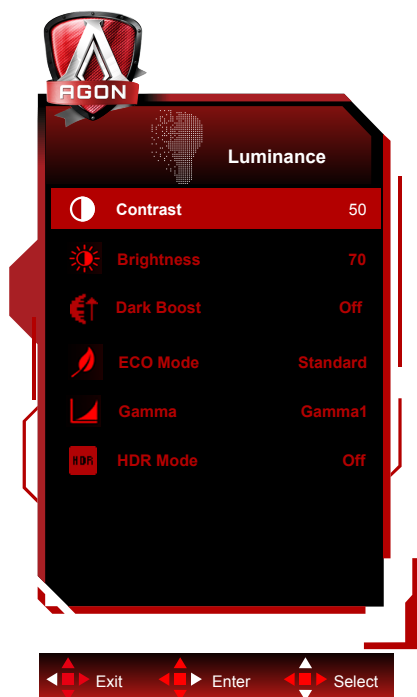 AGON
Luminance
Contrast 50
Brightness 70
Dark Boost Off
ECO Mode Standard
Gamma Gamma1
HDR HDR Mode Off
Exit Enter Select